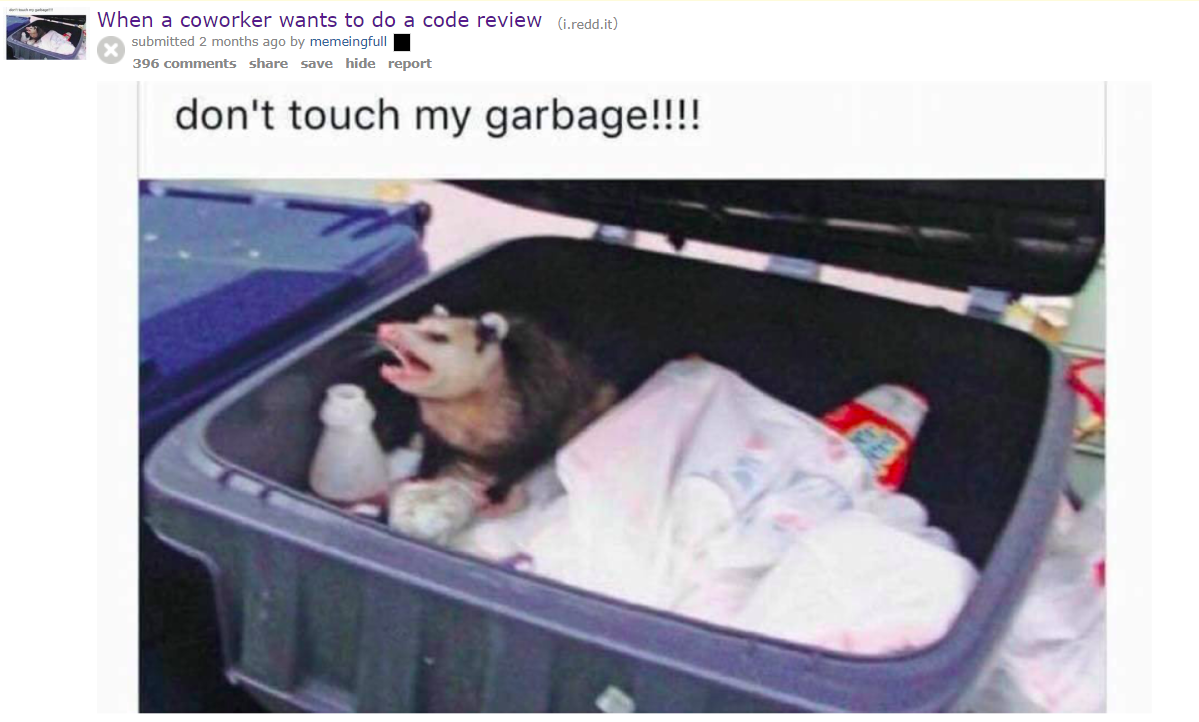 When a coworker wants to do a code review (i.redd.it)
submitted 2 months ago by memeingfull
396 comments share save hide report
don't touch my garbage!!!!